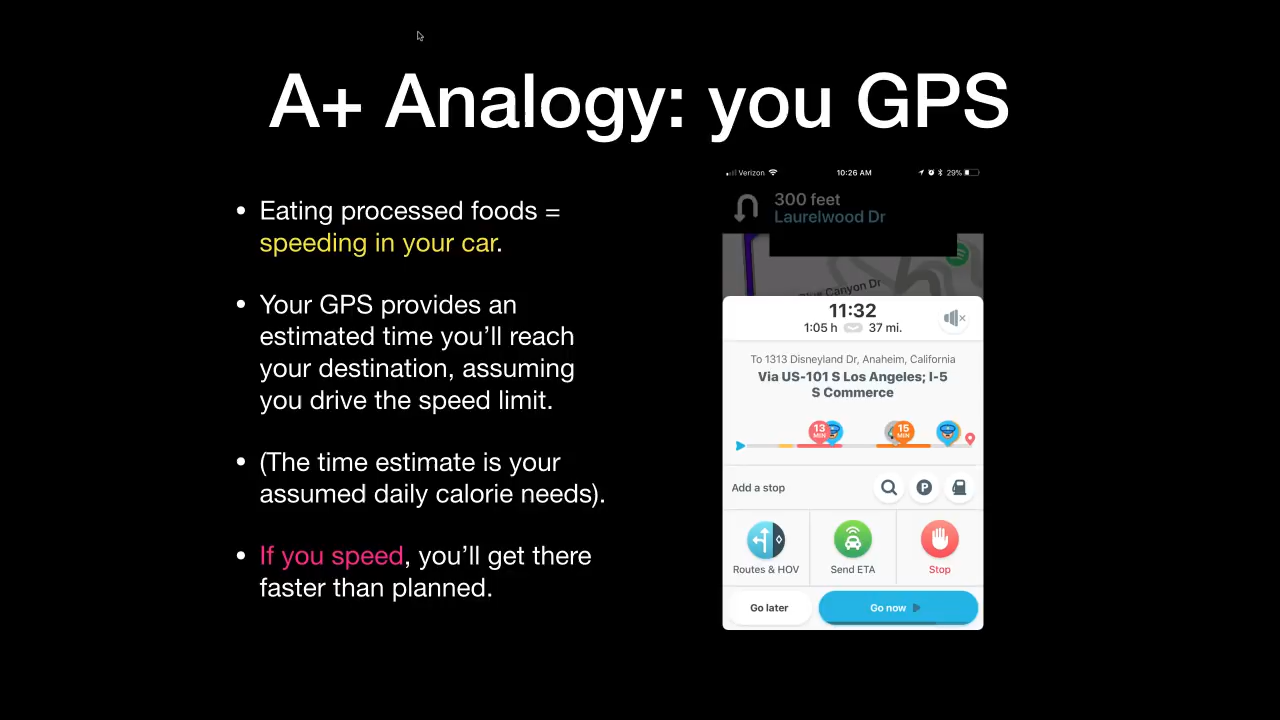 A+ Analogy: you GPS
• Eating processed foods =
speeding in your car.
• Your GPS provides an
estimated time you’ll reach
your destination, assuming
you drive the speed limit.
• (The time estimate is your
assumed daily calorie needs).
• If you speed, you’ll get there
faster than planned.
Verizon 10:26 AM 29%
300 feet
Laurelwood Dr
Blue Canyon Dr
11:32
1:05 h 37 mi.
To 1313 Disneyland Dr, Anaheim, California
Via US-101 S Los Angeles; I-5
S Commerce
13 MIN
15 MIN
Add a stop
P
Routes & HOV
Send ETA
Stop
Go later
Go now